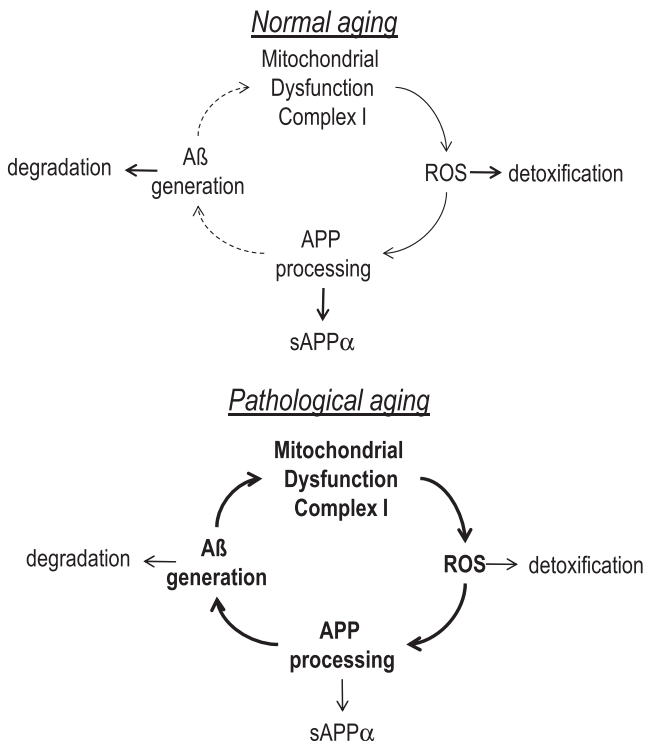 Normal aging
Mitochondrial
Dysfunction
Complex I
degradation
Aß
generation
ROS
detoxification
APP
processing
sAPPα
Pathological aging
Mitochondrial
Dysfunction
Complex I
degradation
Aß
generation
ROS
detoxification
APP
processing
sAPPα